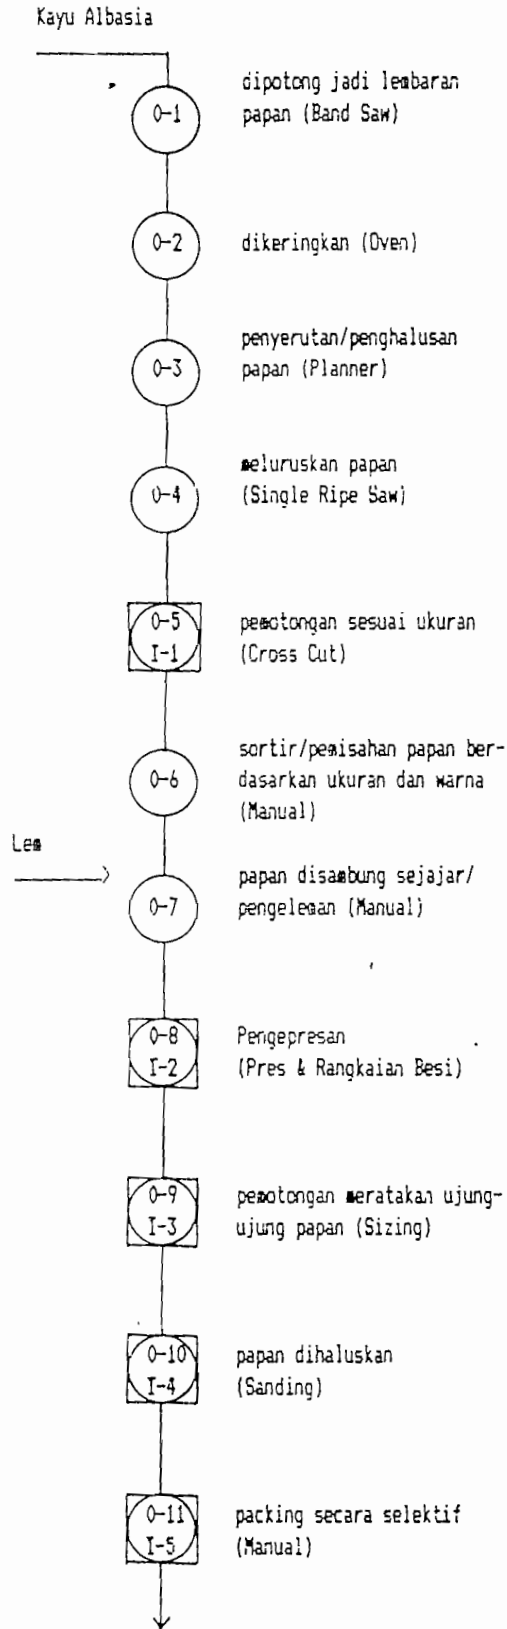 Kayu Albasia
O-1
dipotong jadi lembaran
papan (Band Saw)
O-2
dikeringkan (Oven)
O-3
penyerutan/penghalusan
papan (Planner)
O-4
meluruskan papan
(Single Ripe Saw)
O-5
I-1
pemotongan sesuai ukuran
(Cross Cut)
O-6
sortir/pemisahan papan ber-
dasarkan ukuran dan warna
(Manual)
Lem
O-7
papan disambung sejajar/
pengeleman (Manual)
O-8
I-2
Pengepresan
(Pres & Rangkaian Besi)
O-9
I-3
pemotongan meratakan ujung-
ujung papan (Sizing)
O-10
I-4
papan dihaluskan
(Sanding)
O-11
I-5
packing secara selektif
(Manual)